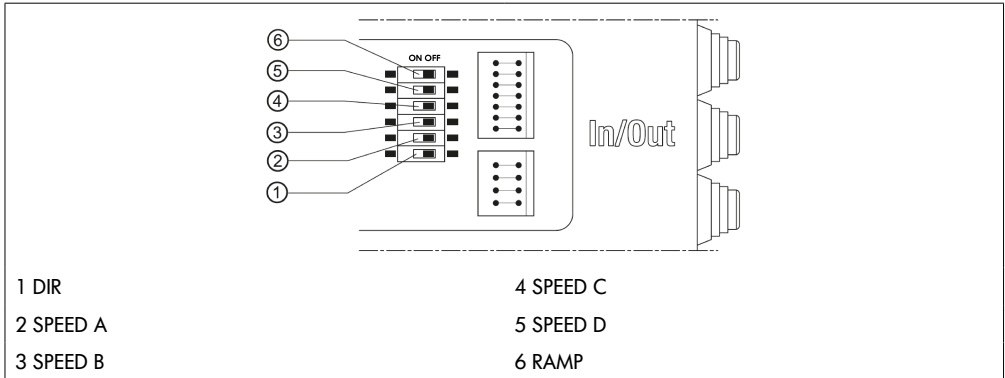 6
ON OFF
5
4
3
In/Out
2
1
1 DIR
4 SPEED C
2 SPEED A
5 SPEED D
3 SPEED B
6 RAMP